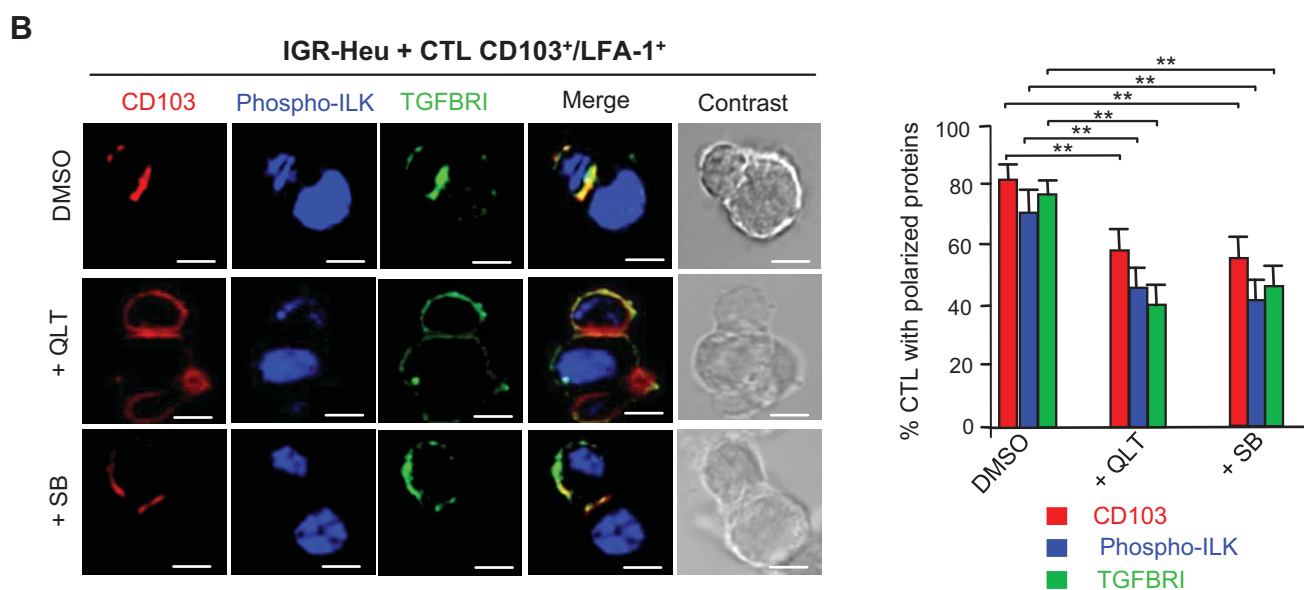 B
IGR-Heu + CTL CD103⁺/LFA-1⁺
CD103 Phospho-ILK TGFBRI Merge Contrast
DMSO
+ QLT
+ SB
% CTL with polarized proteins
100
80
60
40
20
0
**
**
**
**
**
**
DMSO
+ QLT
+ SB
CD103
Phospho-ILK
TGFBRI